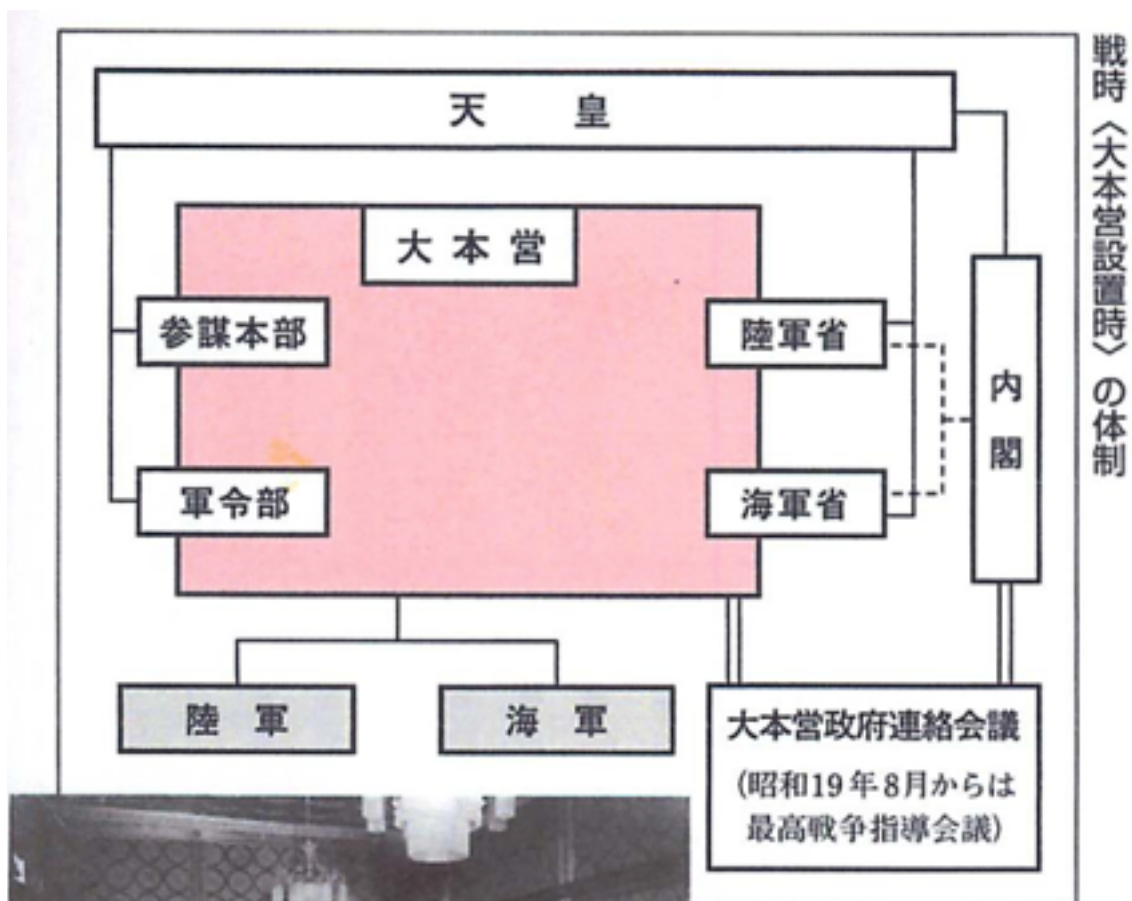 戦時〈大本営設置時〉の体制
天皇
大本営
参謀本部
陸軍省
内閣
軍令部
海軍省
陸軍
海軍
大本営政府連絡会議
(昭和19年8月からは
最高戦争指導会議)